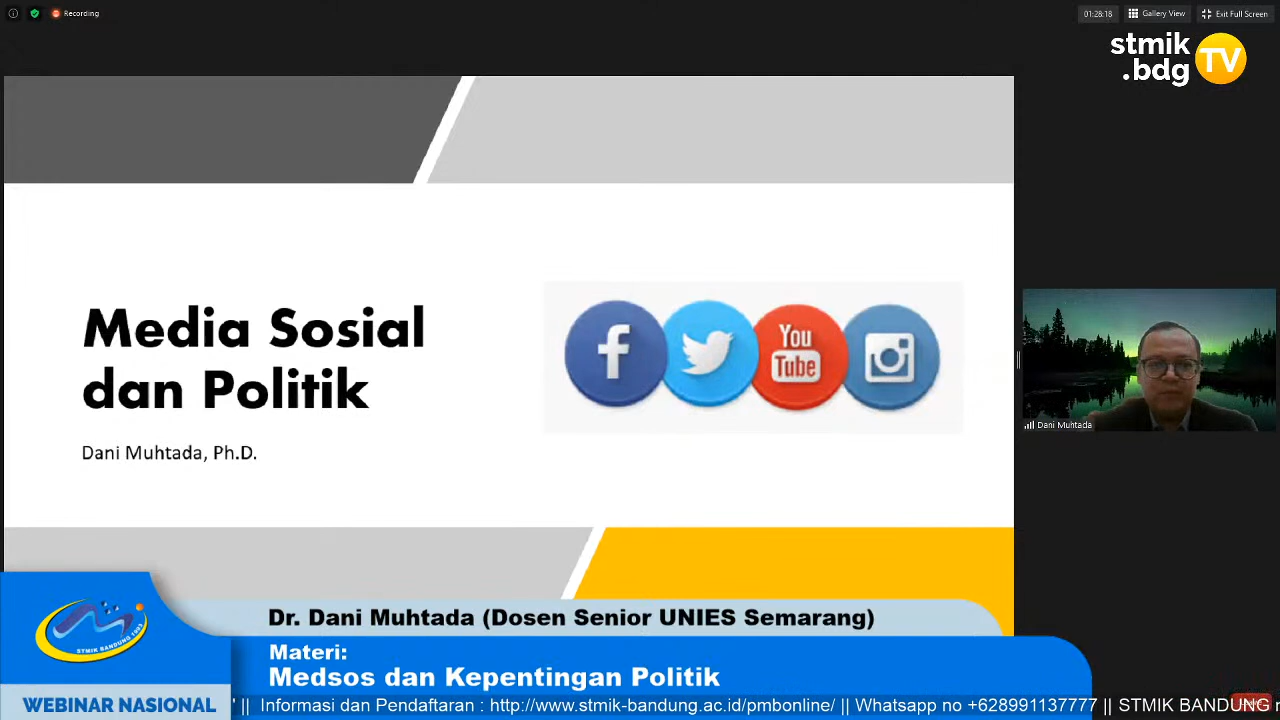 Recording
01:28:18
Gallery View
Exit Full Screen
stmik
.bdg
TV
Media Sosial
dan Politik
Dani Muhtada, Ph.D.
f
You
Tube
Dani Muhtada
STMIK BANDUNG
Dr. Dani Muhtada (Dosen Senior UNIES Semarang)
Materi:
Medsos dan Kepentingan Politik
WEBINAR NASIONAL
" || Informasi dan Pendaftaran : http://www.stmik-bandung.ac.id/pmbonline/ || Whatsapp no +628991137777 || STMIK BANDUNG